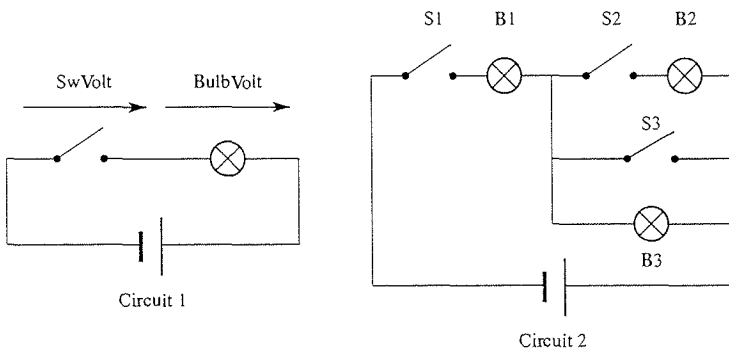 S1 B1 S2 B2
SwVolt BulbVolt
S3
B3
Circuit 1
Circuit 2